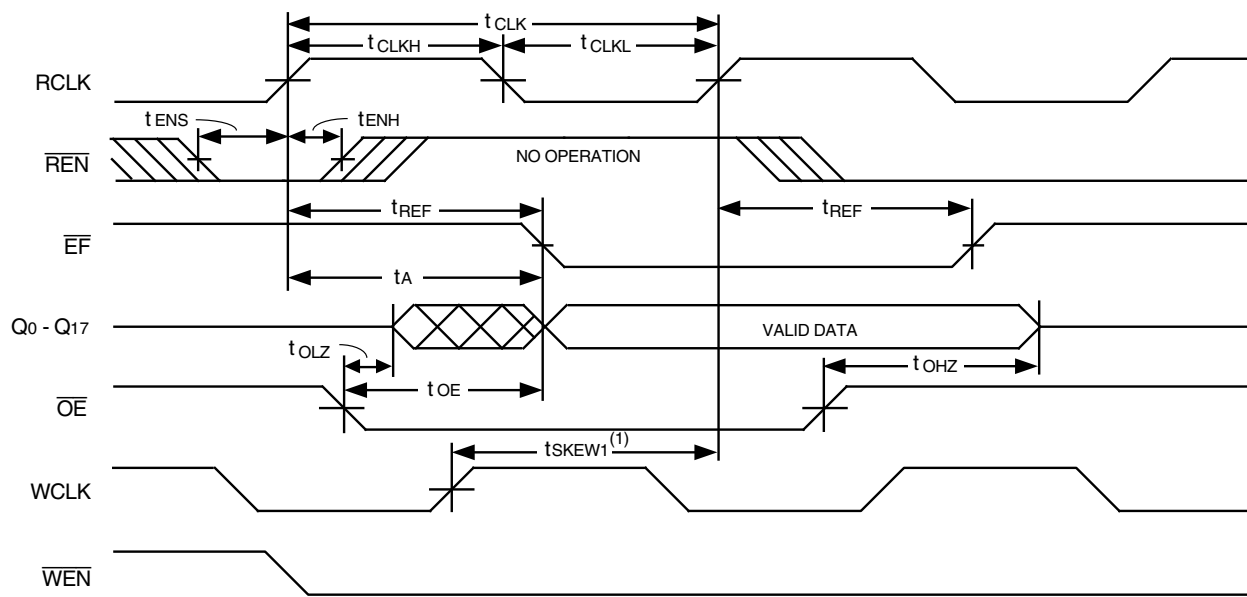 tCLK
tCLKH
tCLKL
RCLK
tENS
tENH
REN
NO OPERATION
tREF
tREF
EF
tA
Q0 - Q17
VALID DATA
tOLZ
tOHZ
tOE
OE
tSKEW1(1)
WCLK
WEN